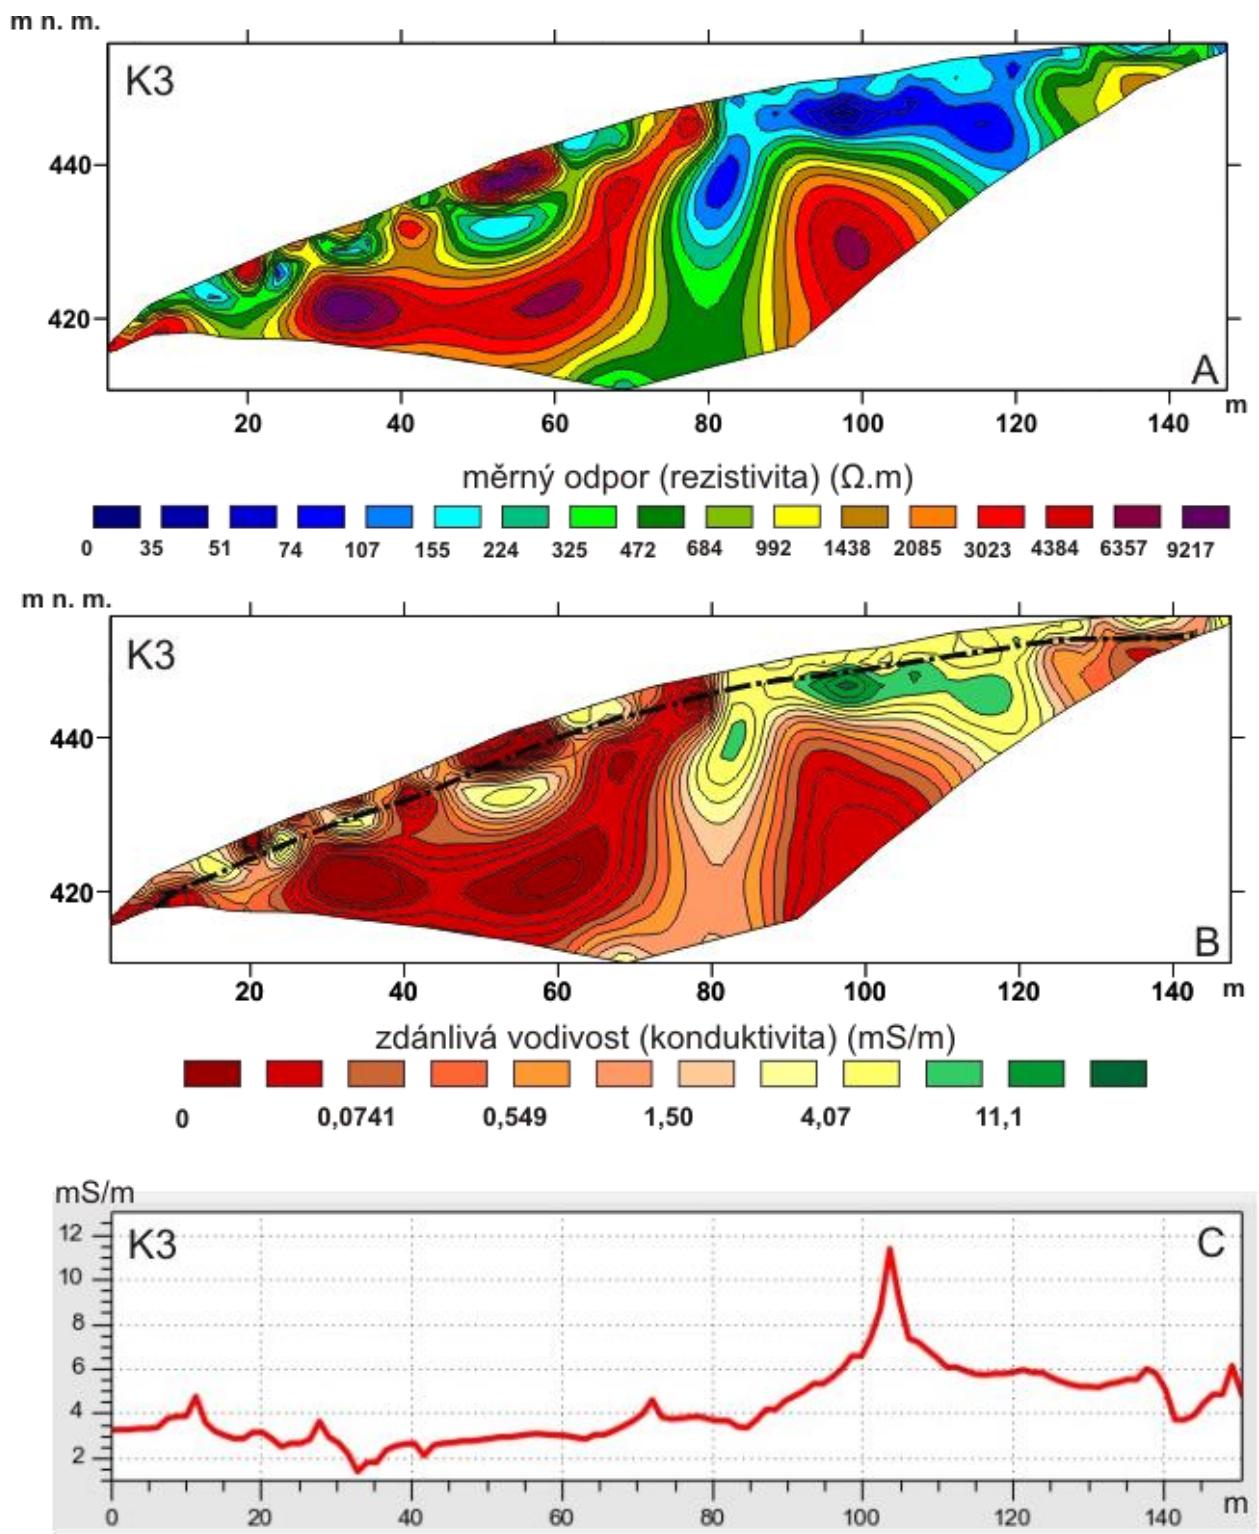 m n. m.
K3
440
420
A
20 40 60 80 100 120 140 m
měrný odpor (rezistivita) (Ω.m)
0 35 51 74 107 155 224 325 472 684 992 1438 2085 3023 4384 6357 9217
m n. m.
K3
440
420
B
20 40 60 80 100 120 140 m
zdánlivá vodivost (konduktivita) (mS/m)
0 0,0741 0,549 1,50 4,07 11,1
mS/m
K3 C
12
10
8
6
4
2
0 20 40 60 80 100 120 140 m